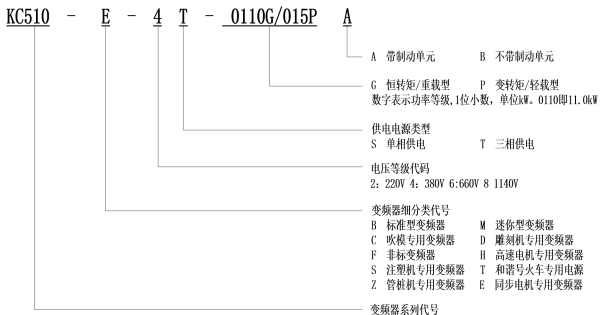 KC510 - E - 4 T - 0110G/015P A
A 带制动单元 B 不带制动单元
G 恒转矩/重载型 P 变转矩/轻载型
数字表示功率等级,1位小数，单位kW。0110即11.0kW
供电电源类型
S 单相供电 T 三相供电
电压等级代码
2: 220V 4: 380V 6:660V 8 1140V
变频器细分类代号
B 标准型变频器 M 迷你型变频器
C 吹模专用变频器 D 雕刻机专用变频器
F 非标变频器 H 高速电机专用变频器
S 注塑机专用变频器 T 和谐号火车专用电源
Z 管桩机专用变频器 E 同步电机专用变频器
变频器系列代号